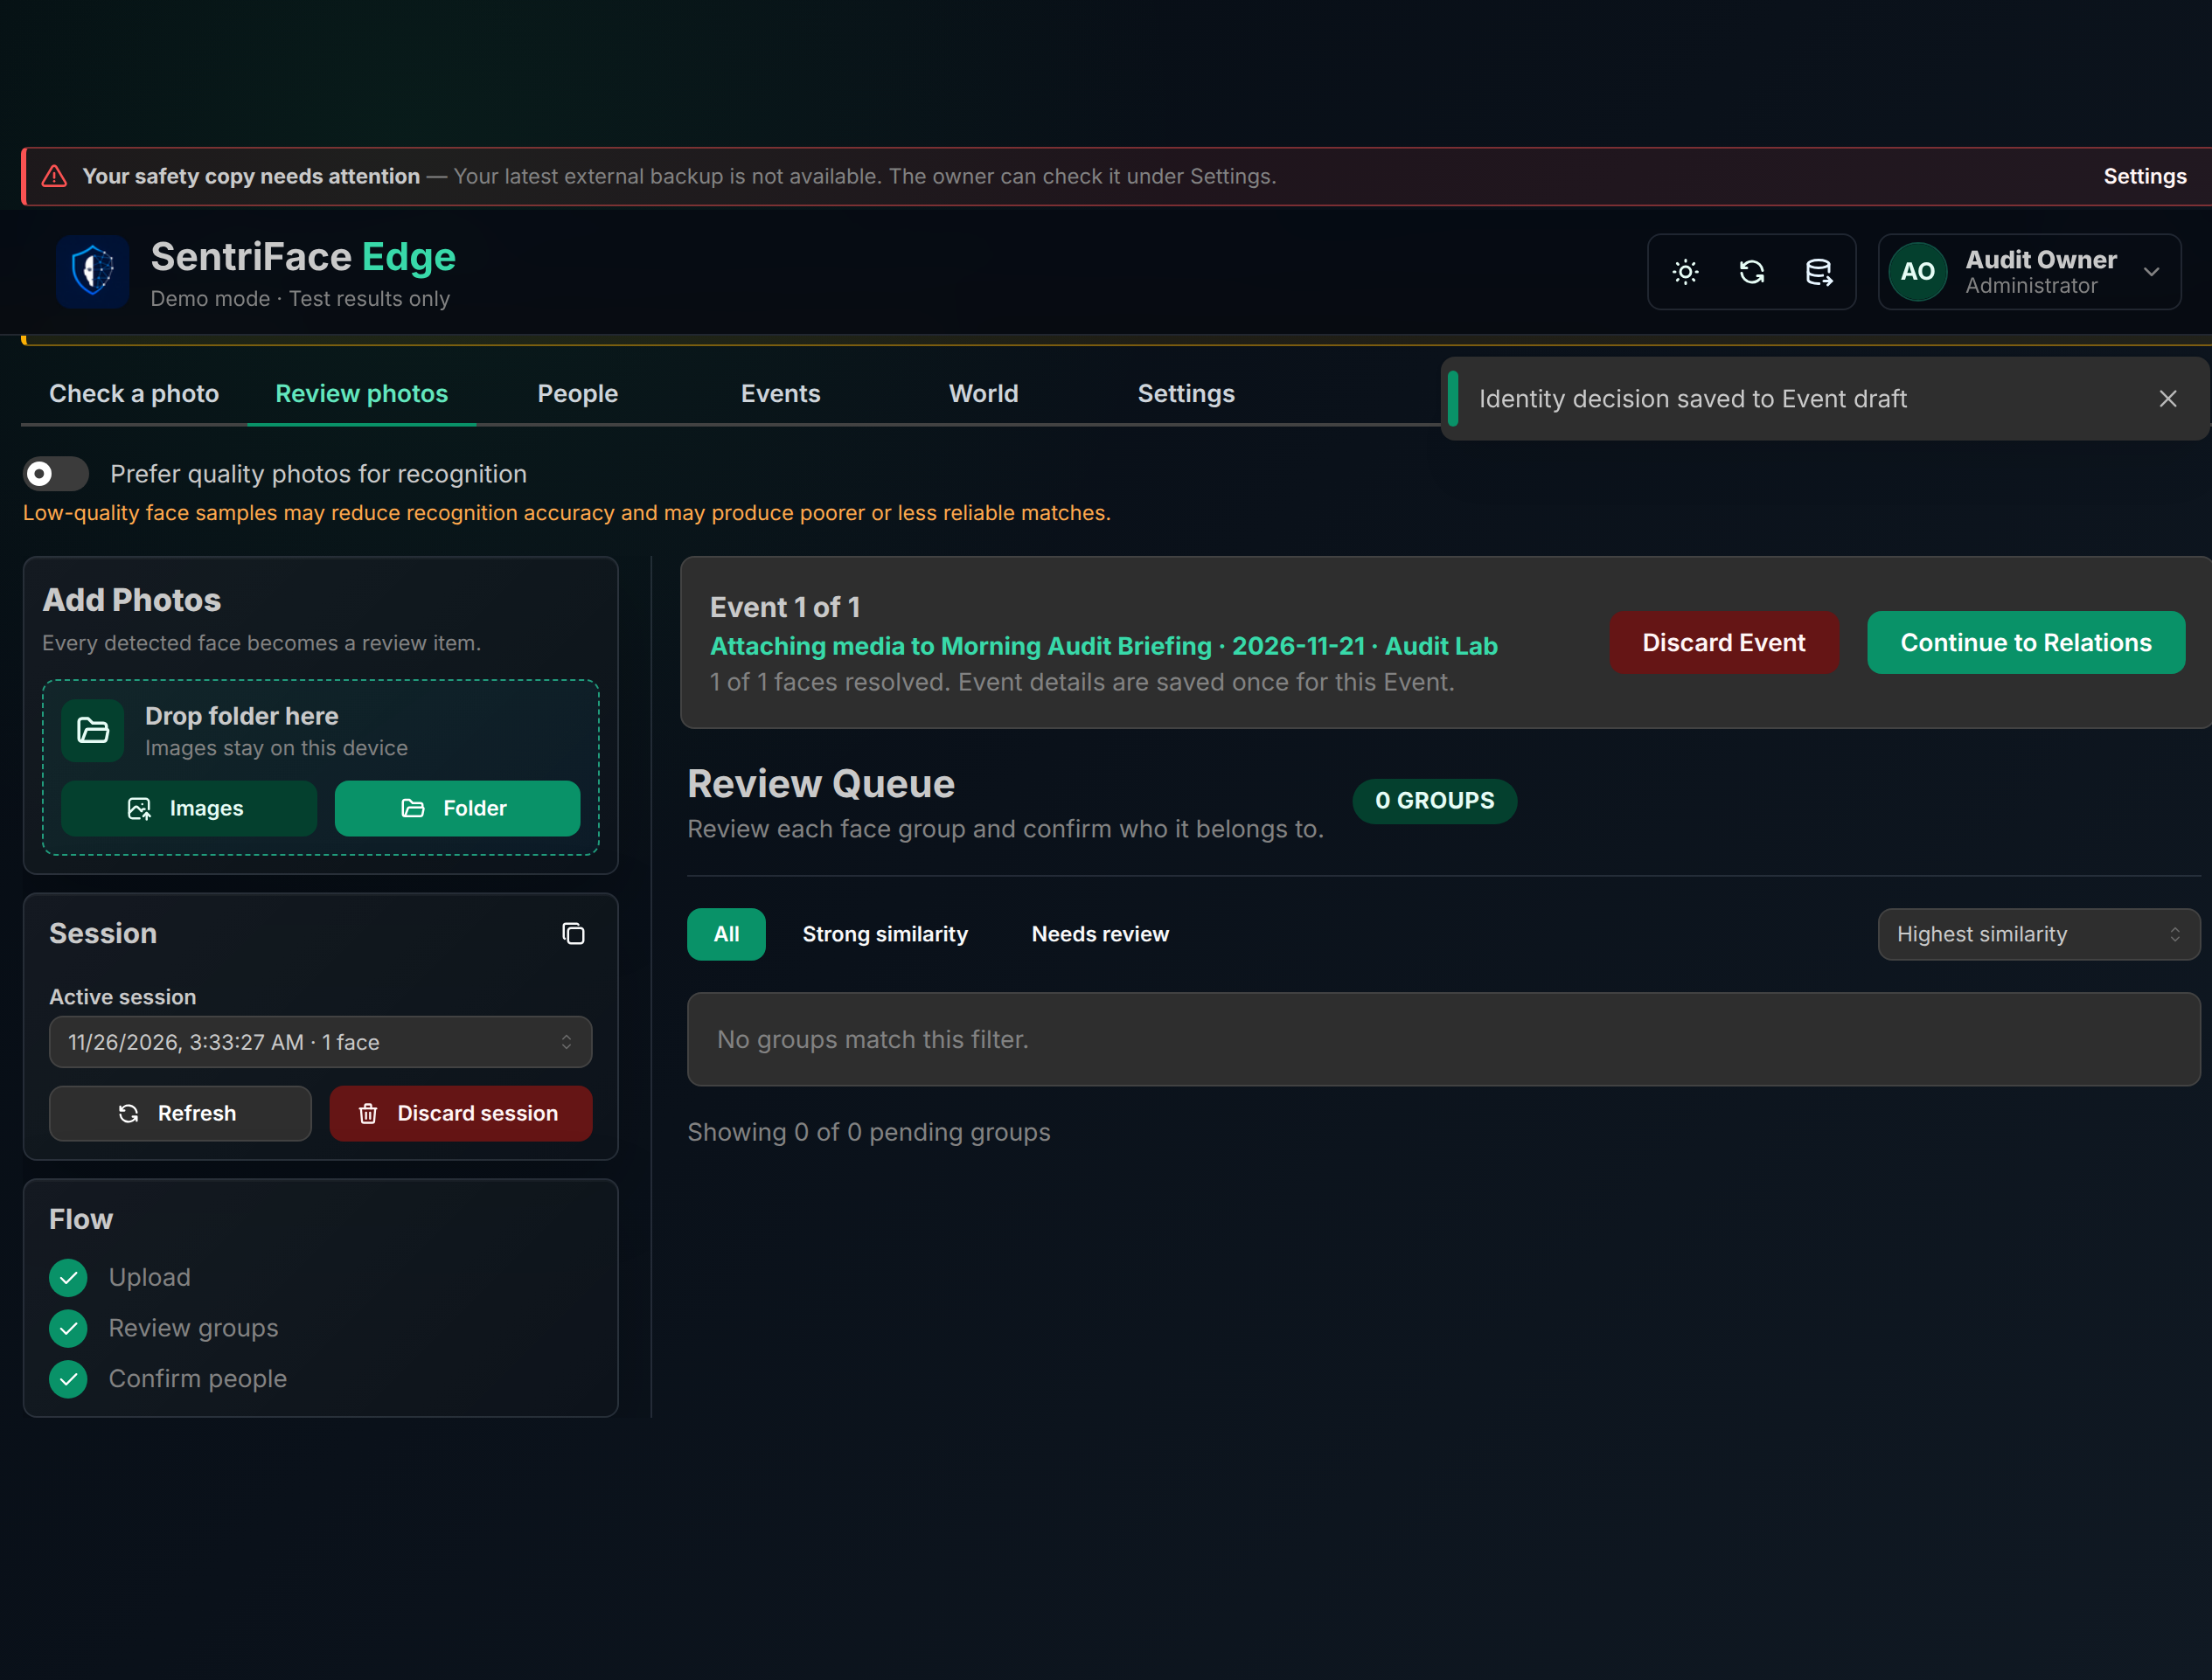 Your safety copy needs attention — Your latest external backup is not available. The owner can check it under Settings.
Settings
SentriFace Edge
Demo mode · Test results only
AO
Audit Owner
Administrator
Check a photo
Review photos
People
Events
World
Settings
Identity decision saved to Event draft
Prefer quality photos for recognition
Low-quality face samples may reduce recognition accuracy and may produce poorer or less reliable matches.
Add Photos
Every detected face becomes a review item.
Drop folder here
Images stay on this device
Images
Folder
Session
Active session
11/26/2026, 3:33:27 AM · 1 face
Refresh
Discard session
Flow
Upload
Review groups
Confirm people
Event 1 of 1
Attaching media to Morning Audit Briefing · 2026-11-21 · Audit Lab
1 of 1 faces resolved. Event details are saved once for this Event.
Discard Event
Continue to Relations
Review Queue
Review each face group and confirm who it belongs to.
0 GROUPS
All
Strong similarity
Needs review
Highest similarity
No groups match this filter.
Showing 0 of 0 pending groups